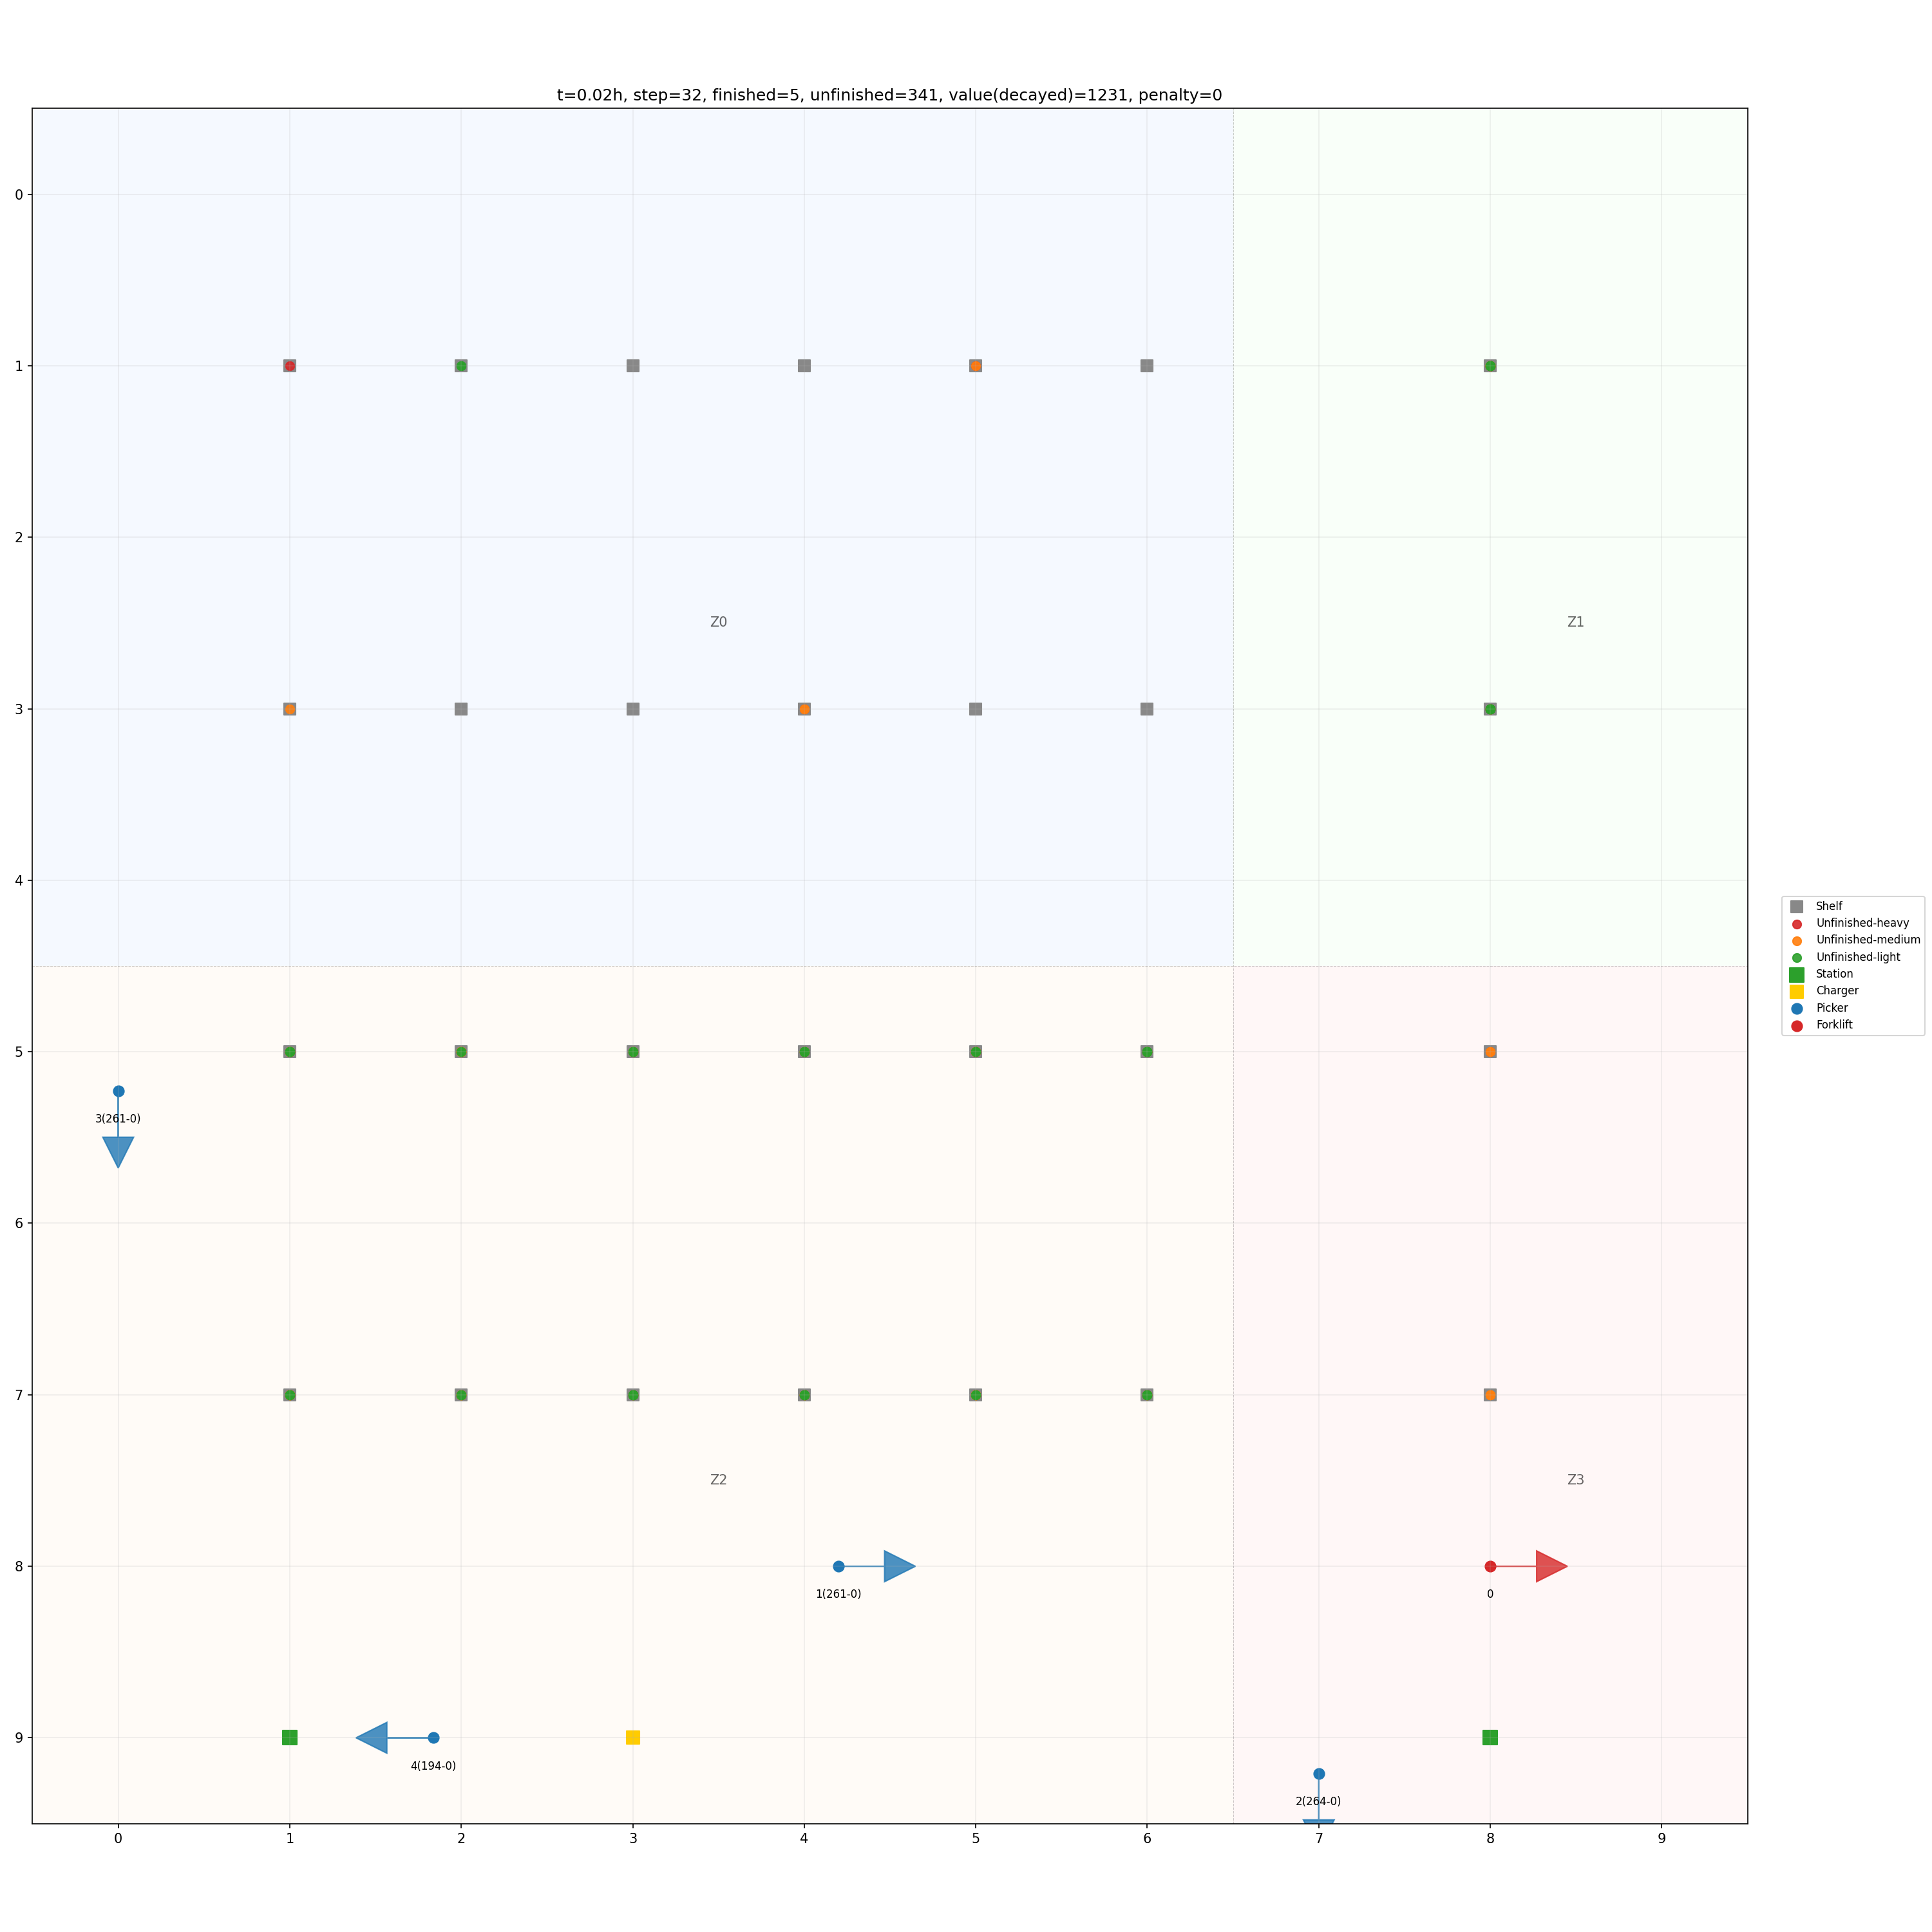 t=0.02h, step=32, finished=5, unfinished=341, value(decayed)=1231, penalty=0
0
1
2
Z0
Z1
3
4
Shelf
Unfinished-heavy
Unfinished-medium
Unfinished-light
Station
Charger
Picker
Forklift
5
3(261-0)
6
7
Z2
Z3
8
1(261-0)
0
9
4(194-0)
2(264-0)
0 1 2 3 4 5 6 7 8 9